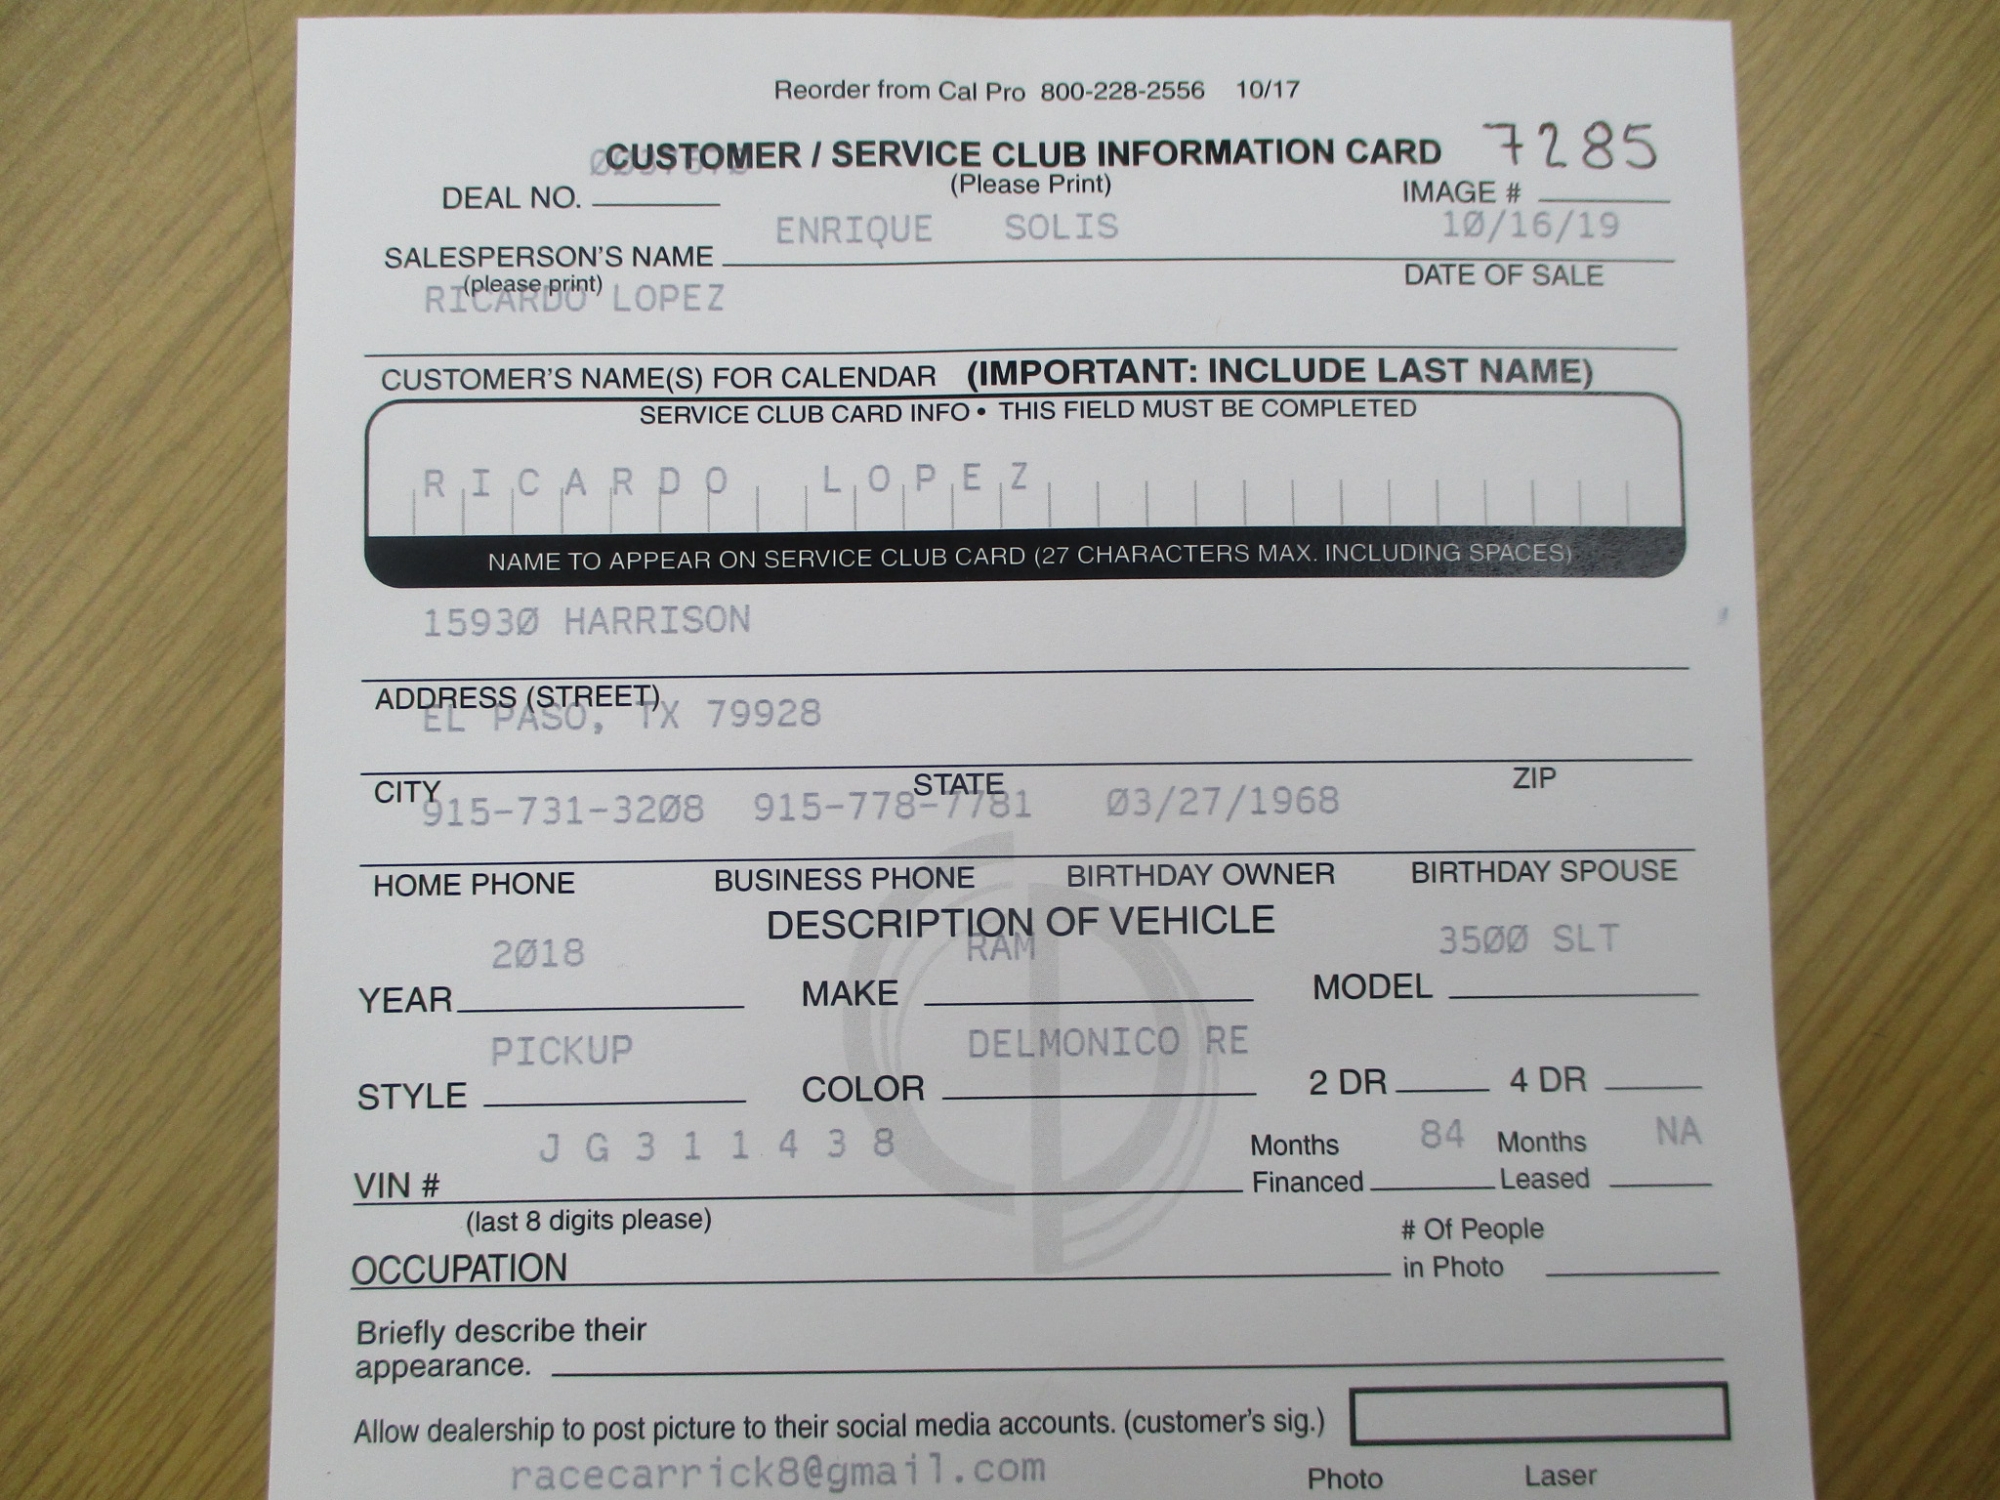 Reorder from Cal Pro 800-228-2556 10/17
CUSTOMER / SERVICE CLUB INFORMATION CARD 7285
DEAL NO. (Please Print) IMAGE #
ENRIQUE SOLIS 10/16/19
SALESPERSON'S NAME
(please print) DATE OF SALE
RICARDO LOPEZ
CUSTOMER'S NAME(S) FOR CALENDAR (IMPORTANT: INCLUDE LAST NAME)
SERVICE CLUB CARD INFO • THIS FIELD MUST BE COMPLETED
RICARDO LOPEZ
NAME TO APPEAR ON SERVICE CLUB CARD (27 CHARACTERS MAX. INCLUDING SPACES)
15930 HARRISON
ADDRESS (STREET)
EL PASO, TX 79928
CITY STATE ZIP
915-731-3208 915-778-7781 03/27/1968
HOME PHONE BUSINESS PHONE BIRTHDAY OWNER BIRTHDAY SPOUSE
DESCRIPTION OF VEHICLE
2018 RAM 3500 SLT
YEAR MAKE MODEL
PICKUP DELMONICO RE
STYLE COLOR 2 DR 4 DR
JG311438 Months 84 Months NA
VIN # Financed Leased
(last 8 digits please) # Of People
OCCUPATION in Photo
Briefly describe their
appearance.
Allow dealership to post picture to their social media accounts. (customer's sig.)
racecarrick8@gmail.com Photo Laser